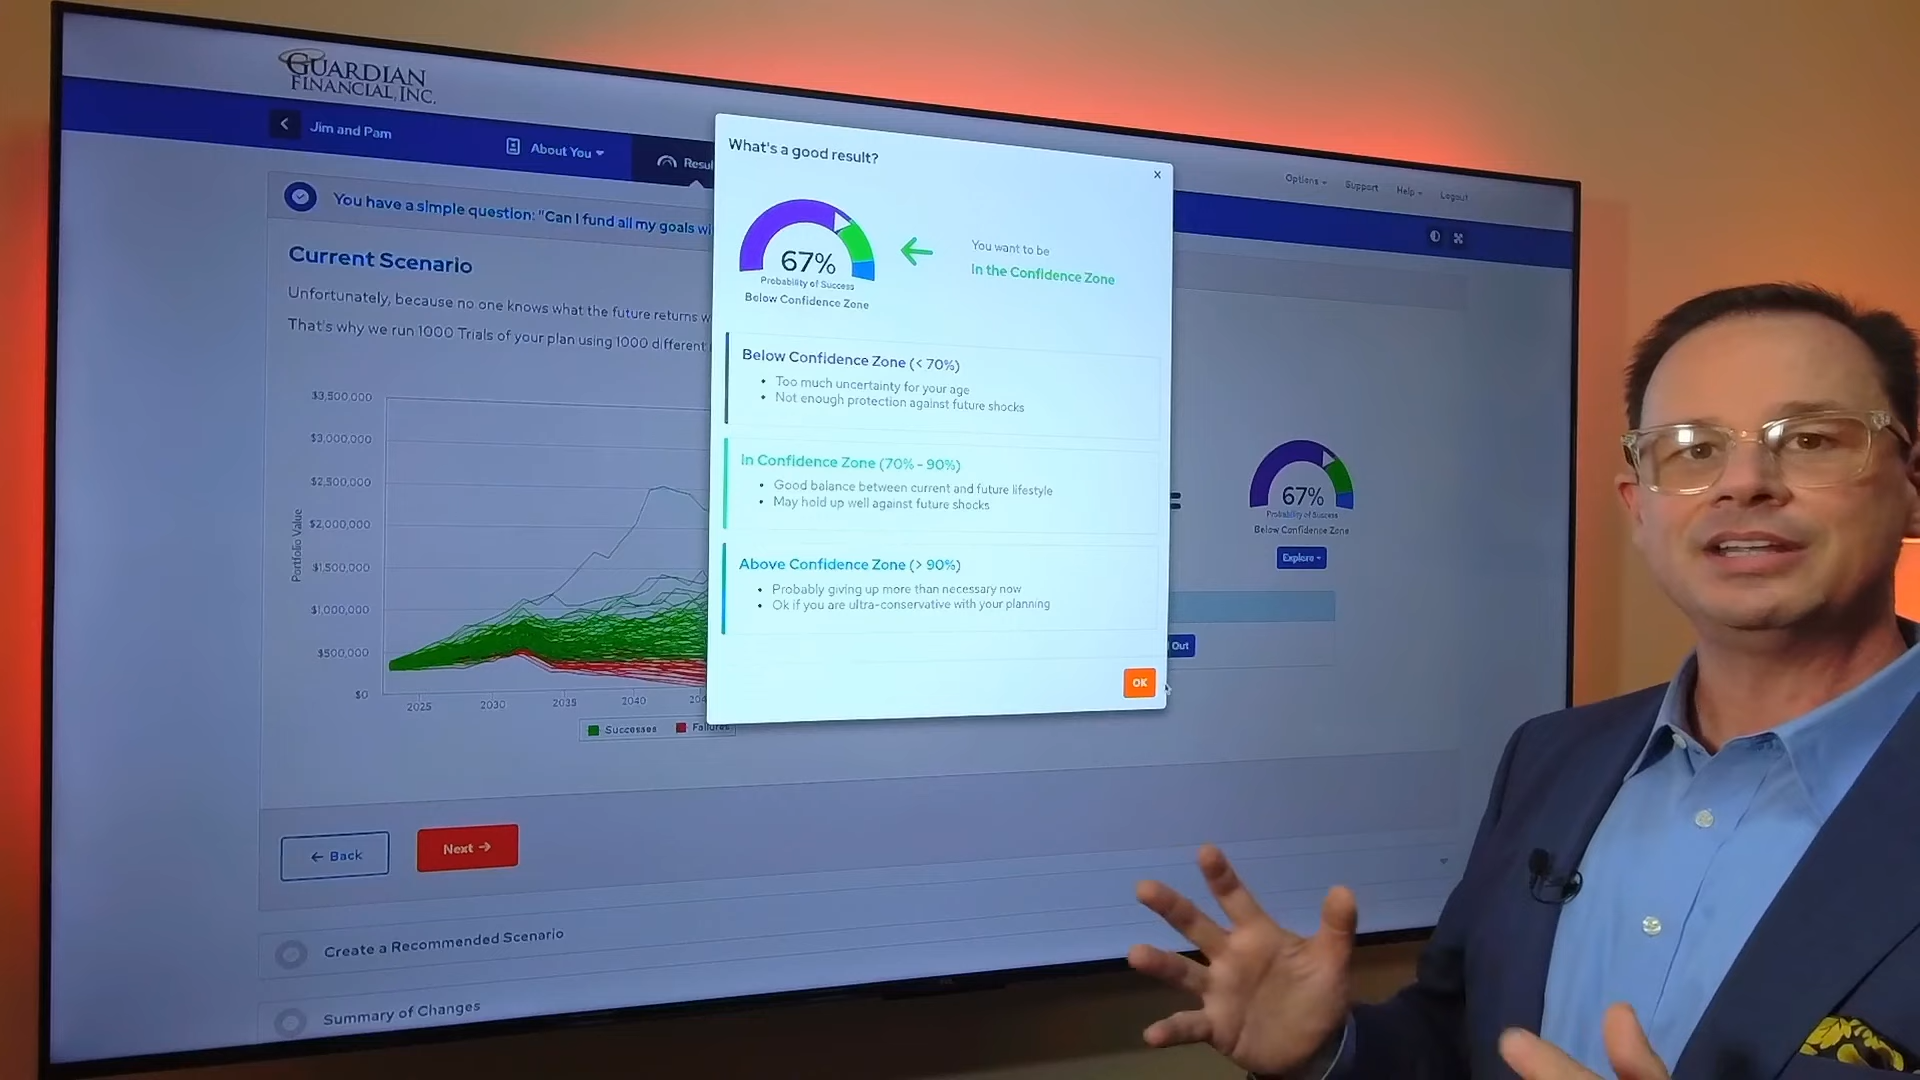 GUARDIAN
FINANCIAL, INC.
Jim and Pam
About You
Resul
Options
Support
Help
Logout
You have a simple question: "Can I fund all my goals wi
Current Scenario
Unfortunately, because no one knows what the future returns w
That's why we run 1000 Trials of your plan using 1000 different
Portfolio Value
$3,500,000
$3,000,000
$2,500,000
$2,000,000
$1,500,000
$1,000,000
$500,000
$0
2025
2030
2035
2040
204
Successes
Failures
What's a good result?
x
67%
Probability of Success
Below Confidence Zone
You want to be
In the Confidence Zone
Below Confidence Zone (< 70%)
• Too much uncertainty for your age
• Not enough protection against future shocks
In Confidence Zone (70% - 90%)
• Good balance between current and future lifestyle
• May hold up well against future shocks
Above Confidence Zone (> 90%)
• Probably giving up more than necessary now
• Ok if you are ultra-conservative with your planning
OK
67%
Probability of Success
Below Confidence Zone
Explore
Out
← Back
Next →
Create a Recommended Scenario
Summary of Changes